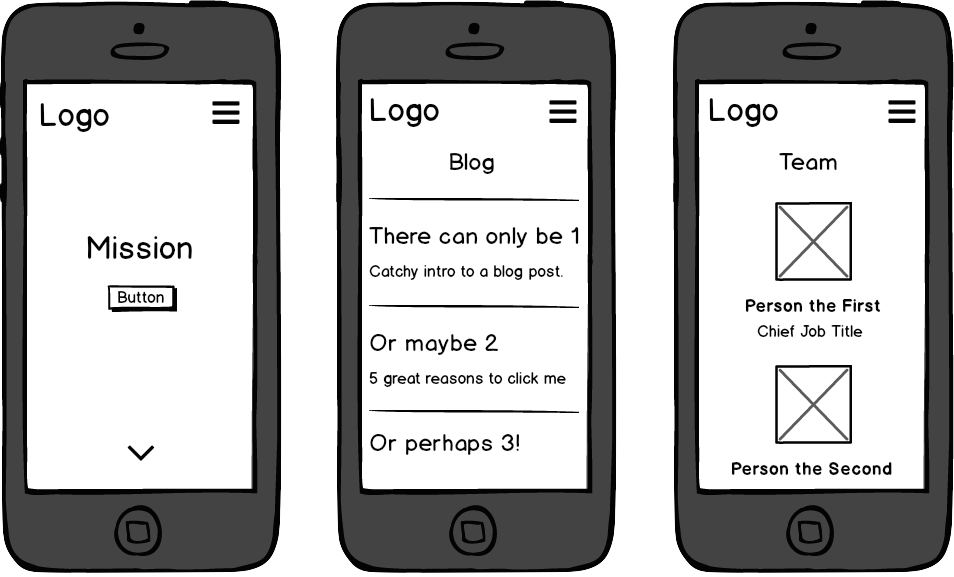 Logo
Mission
Button
Logo
Blog
There can only be 1
Catchy intro to a blog post.
Or maybe 2
5 great reasons to click me
Or perhaps 3!
Logo
Team
Person the First
Chief Job Title
Person the Second